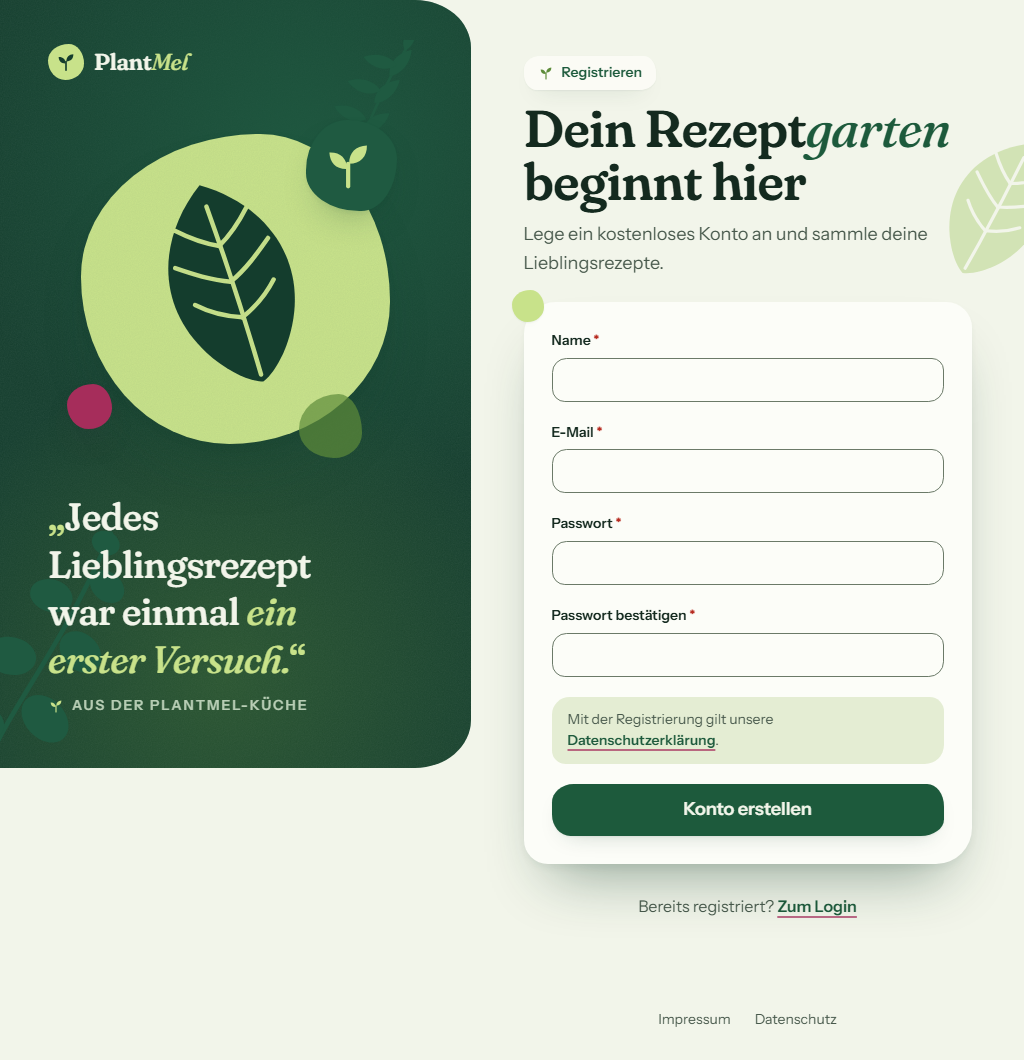 PlantMel
„Jedes
Lieblingsrezept
war einmal ein
erster Versuch.“
AUS DER PLANTMEL-KÜCHE
Registrieren
Dein Rezeptgarten
beginnt hier
Lege ein kostenloses Konto an und sammle deine
Lieblingsrezepte.
Name *
E-Mail *
Passwort *
Passwort bestätigen *
Mit der Registrierung gilt unsere
Datenschutzerklärung.
Konto erstellen
Bereits registriert? Zum Login
Impressum Datenschutz